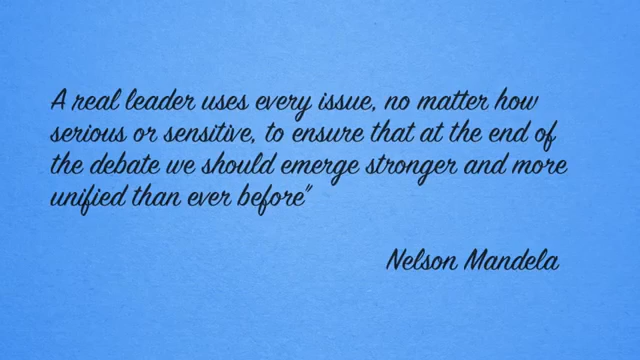 A real leader uses every issue, no matter how
serious or sensitive, to ensure that at the end of
the debate we should emerge stronger and more
unified than ever before"
Nelson Mandela